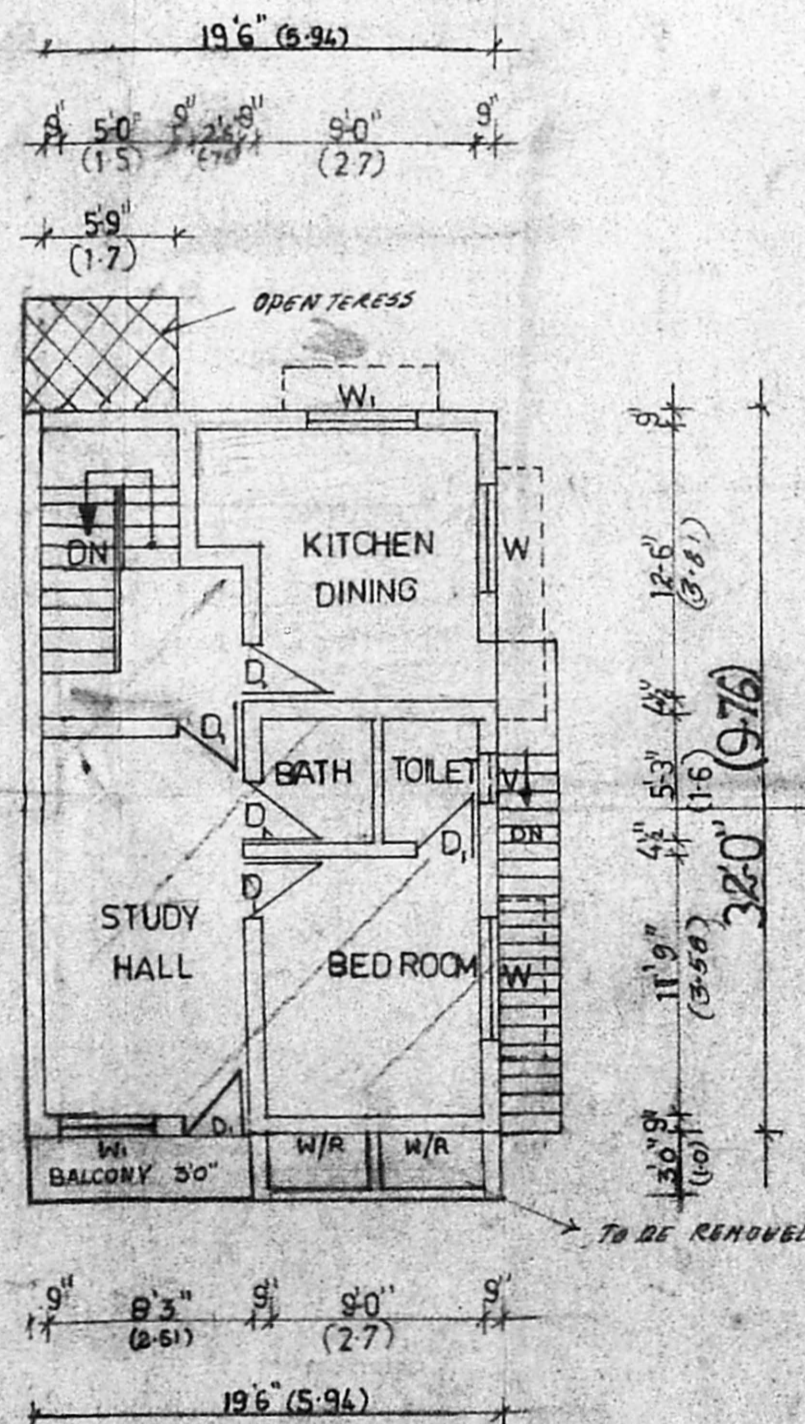 19'6" (5.94)
9" 5'-0" 9" 9" 9'-0" 9"
(1.5) (2.7)
5'9"
(1.7)
OPEN TERESS
W1
DN
KITCHEN
DINING
W
D1
D1
BATH
TOILET
V
DN
D1
D
STUDY
HALL
BED ROOM
W
W1
D1
BALCONY 3'0"
W/R
W/R
TO BE
9"
12'-6"
(3.81)
4½"
5'-3"
(1.6)
4½"
11'9"
(3.58)
9"
3'0"
(1.0)
32'-0" (9.76)
9" 8'3" 9" 9'-0" 9"
(2.7)
19'6" (5.94)